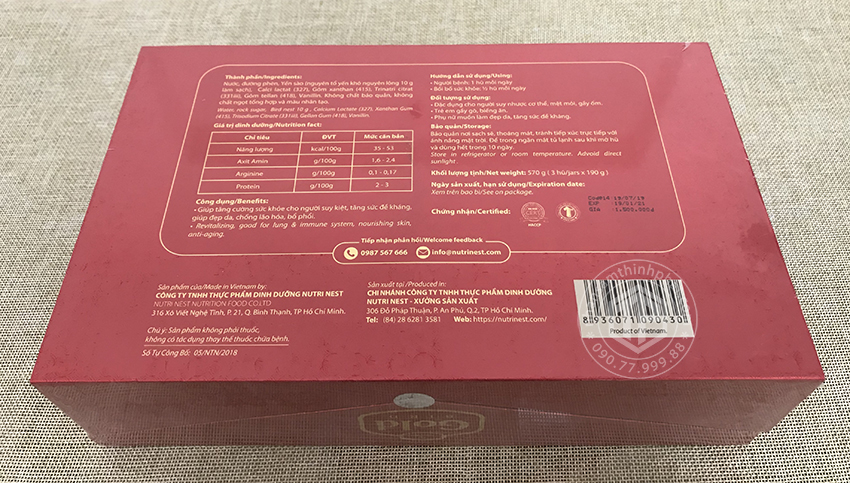 Thành phần/Ingredients:
Nước, đường phèn, Yến sào (nguyên tổ yến khô nguyên lông 10 g
làm sạch), Calci lactat (327), Gôm xanthan (415), Trinatri citrat
(331iii), Gôm gellan (418), Vanillin. Không chất bảo quản, không
chất ngọt tổng hợp và màu nhân tạo.
Water, rock sugar, Bird nest 10 g, Calcium Lactate (327), Xanthan Gum
(415), Trisodium Citrate (331iii), Gellan Gum (418), Vanillin.
Giá trị dinh dưỡng/Nutrition fact:
Chỉ tiêu ĐVT Mức căn bản
Năng lượng kcal/100g 35 - 53
Axit Amin g/100g 1,6 - 2,4
Arginine g/100g 0,1 - 0,17
Protein g/100g 2 - 3
Công dụng/Benefits:
• Giúp tăng cường sức khỏe cho người suy kiệt, tăng sức đề kháng,
giúp đẹp da, chống lão hóa, bổ phổi.
• Revitalizing, good for lung & immune system, nourishing skin,
anti-aging.
Hướng dẫn sử dụng/Using:
• Người bệnh: 1 hũ mỗi ngày
• Bồi bổ sức khỏe: ½ hũ mỗi ngày
Đối tượng sử dụng:
• Đặc dụng cho người suy nhược cơ thể, mệt mỏi, gầy ốm.
• Trẻ em gầy gò, biếng ăn.
• Phụ nữ muốn làm đẹp da, tăng sức đề kháng.
Bảo quản/Storage:
Bảo quản nơi sạch sẽ, thoáng mát, tránh tiếp xúc trực tiếp với
ánh nắng mặt trời. Để trong ngăn mát tủ lạnh sau khi mở hũ
và dùng hết trong 10 ngày.
Store in refrigerator or room temperature. Advoid direct
sunlight.
Khối lượng tịnh/Net weight: 570 g ( 3 hũ/jars x 190 g)
Ngày sản xuất, hạn sử dụng/Expiration date:
Xem trên bao bì/See on package.
Chứng nhận/Certified:
HACCP
EXP
GIA :1.500.000đ
Tiếp nhận phản hồi/Welcome feedback
0987 567 666 info@nutrinest.com
Sản phẩm của/Made in Vietnam by:
CÔNG TY TNHH THỰC PHẨM DINH DƯỠNG NUTRI NEST
NUTRI NEST NUTRITION FOOD CO.LTD
316 Xô Viết Nghệ Tĩnh, P. 21, Q. Bình Thạnh, TP Hồ Chí Minh.
Chú ý: Sản phẩm không phải thuốc,
không có tác dụng thay thế thuốc chữa bệnh.
Số Tự Công Bố: 05/NTN/2018
Sản xuất tại /Produced in:
CHI NHÁNH CÔNG TY TNHH THỰC PHẨM DINH DƯỠNG
NUTRI NEST - XƯỞNG SẢN XUẤT
306 Đỗ Pháp Thuận, P. An Phú, Q.2, TP Hồ Chí Minh.
Tel: (84) 28 6281 3581 Web: https://nutrinest.com/
8 936071 090430
Product of Vietnam.
090.77.999.88
Gold